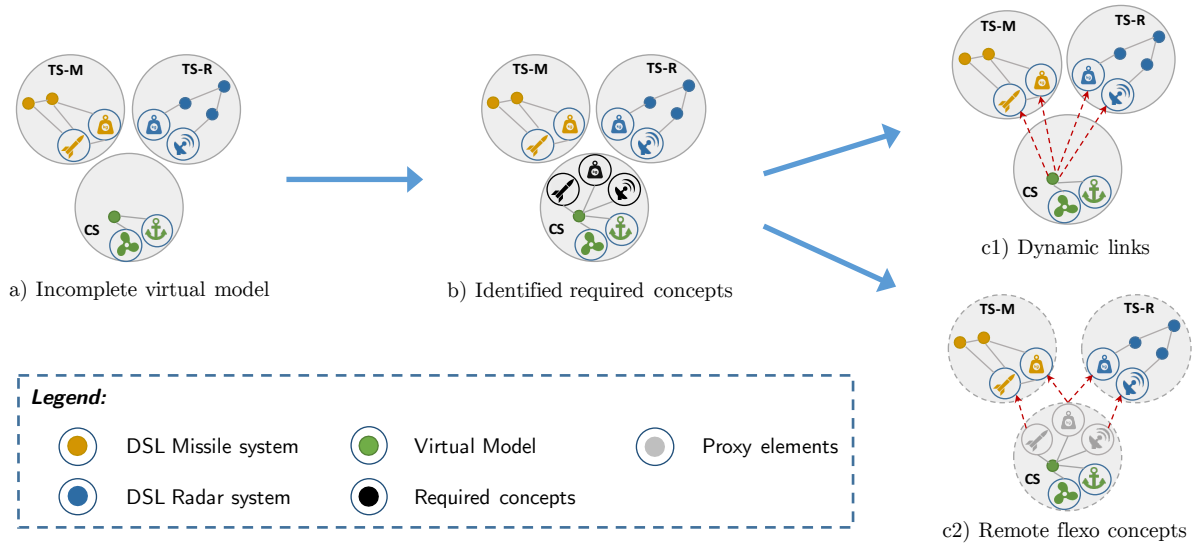 TS-M
TS-R
CS
a) Incomplete virtual model
TS-M
TS-R
CS
b) Identified required concepts
TS-M
TS-R
CS
c1) Dynamic links
TS-M
TS-R
CS
c2) Remote flexo concepts
Legend:
DSL Missile system
Virtual Model
Proxy elements
DSL Radar system
Required concepts